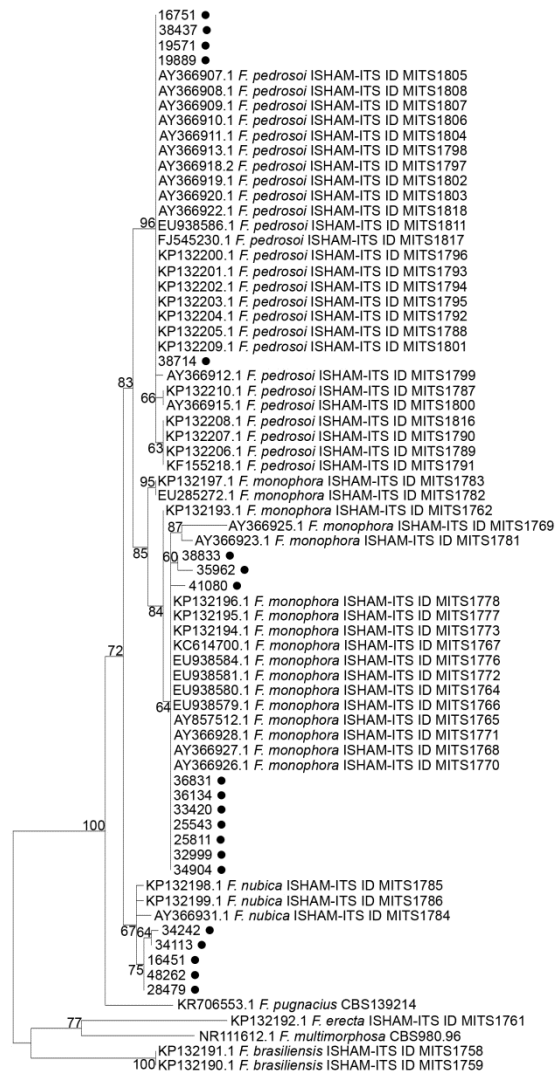 16751 ●
38437 ●
19571 ●
19889 ●
AY366907.1 F. pedrosoi ISHAM-ITS ID MITS1805
AY366908.1 F. pedrosoi ISHAM-ITS ID MITS1808
AY366909.1 F. pedrosoi ISHAM-ITS ID MITS1807
AY366910.1 F. pedrosoi ISHAM-ITS ID MITS1806
AY366911.1 F. pedrosoi ISHAM-ITS ID MITS1804
AY366913.1 F. pedrosoi ISHAM-ITS ID MITS1798
AY366918.2 F. pedrosoi ISHAM-ITS ID MITS1797
AY366919.1 F. pedrosoi ISHAM-ITS ID MITS1802
AY366920.1 F. pedrosoi ISHAM-ITS ID MITS1803
AY366922.1 F. pedrosoi ISHAM-ITS ID MITS1818
96
EU938586.1 F. pedrosoi ISHAM-ITS ID MITS1811
FJ545230.1 F. pedrosoi ISHAM-ITS ID MITS1817
KP132200.1 F. pedrosoi ISHAM-ITS ID MITS1796
KP132201.1 F. pedrosoi ISHAM-ITS ID MITS1793
KP132202.1 F. pedrosoi ISHAM-ITS ID MITS1794
KP132203.1 F. pedrosoi ISHAM-ITS ID MITS1795
KP132204.1 F. pedrosoi ISHAM-ITS ID MITS1792
KP132205.1 F. pedrosoi ISHAM-ITS ID MITS1788
KP132209.1 F. pedrosoi ISHAM-ITS ID MITS1801
38714 ●
AY366912.1 F. pedrosoi ISHAM-ITS ID MITS1799
83
KP132210.1 F. pedrosoi ISHAM-ITS ID MITS1787
66
AY366915.1 F. pedrosoi ISHAM-ITS ID MITS1800
KP132208.1 F. pedrosoi ISHAM-ITS ID MITS1816
KP132207.1 F. pedrosoi ISHAM-ITS ID MITS1790
63
KP132206.1 F. pedrosoi ISHAM-ITS ID MITS1789
KF155218.1 F. pedrosoi ISHAM-ITS ID MITS1791
95
KP132197.1 F. monophora ISHAM-ITS ID MITS1783
EU285272.1 F. monophora ISHAM-ITS ID MITS1782
KP132193.1 F. monophora ISHAM-ITS ID MITS1762
87
AY366925.1 F. monophora ISHAM-ITS ID MITS1769
AY366923.1 F. monophora ISHAM-ITS ID MITS1781
85
60
38833 ●
35962 ●
41080 ●
KP132196.1 F. monophora ISHAM-ITS ID MITS1778
84
KP132195.1 F. monophora ISHAM-ITS ID MITS1777
KP132194.1 F. monophora ISHAM-ITS ID MITS1773
KC614700.1 F. monophora ISHAM-ITS ID MITS1767
72
EU938584.1 F. monophora ISHAM-ITS ID MITS1776
EU938581.1 F. monophora ISHAM-ITS ID MITS1772
EU938580.1 F. monophora ISHAM-ITS ID MITS1764
64
EU938579.1 F. monophora ISHAM-ITS ID MITS1766
AY857512.1 F. monophora ISHAM-ITS ID MITS1765
AY366928.1 F. monophora ISHAM-ITS ID MITS1771
AY366927.1 F. monophora ISHAM-ITS ID MITS1768
AY366926.1 F. monophora ISHAM-ITS ID MITS1770
36831 ●
36134 ●
33420 ●
100
25543 ●
25811 ●
32999 ●
34904 ●
KP132198.1 F. nubica ISHAM-ITS ID MITS1785
KP132199.1 F. nubica ISHAM-ITS ID MITS1786
AY366931.1 F. nubica ISHAM-ITS ID MITS1784
67
64
34242 ●
34113 ●
16451 ●
75
48262 ●
28479 ●
KR706553.1 F. pugnacius CBS139214
77
KP132192.1 F. erecta ISHAM-ITS ID MITS1761
NR111612.1 F. multimorphosa CBS980.96
KP132191.1 F. brasiliensis ISHAM-ITS ID MITS1758
100
KP132190.1 F. brasiliensis ISHAM-ITS ID MITS1759